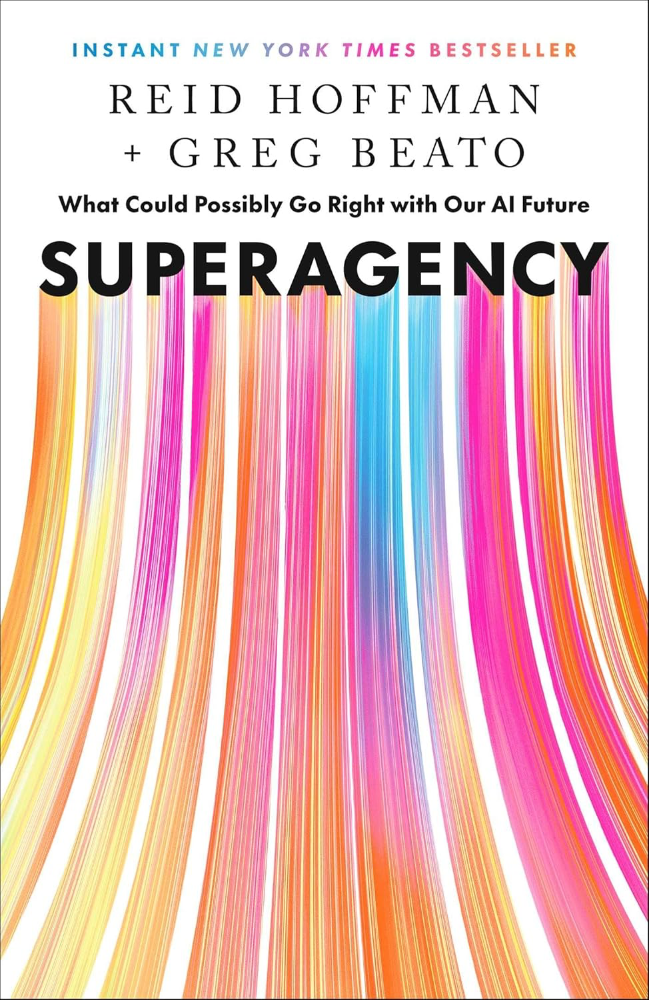 INSTANT NEW YORK TIMES BESTSELLER
REID HOFFMAN
+ GREG BEATO
What Could Possibly Go Right with Our AI Future
SUPERAGENCY